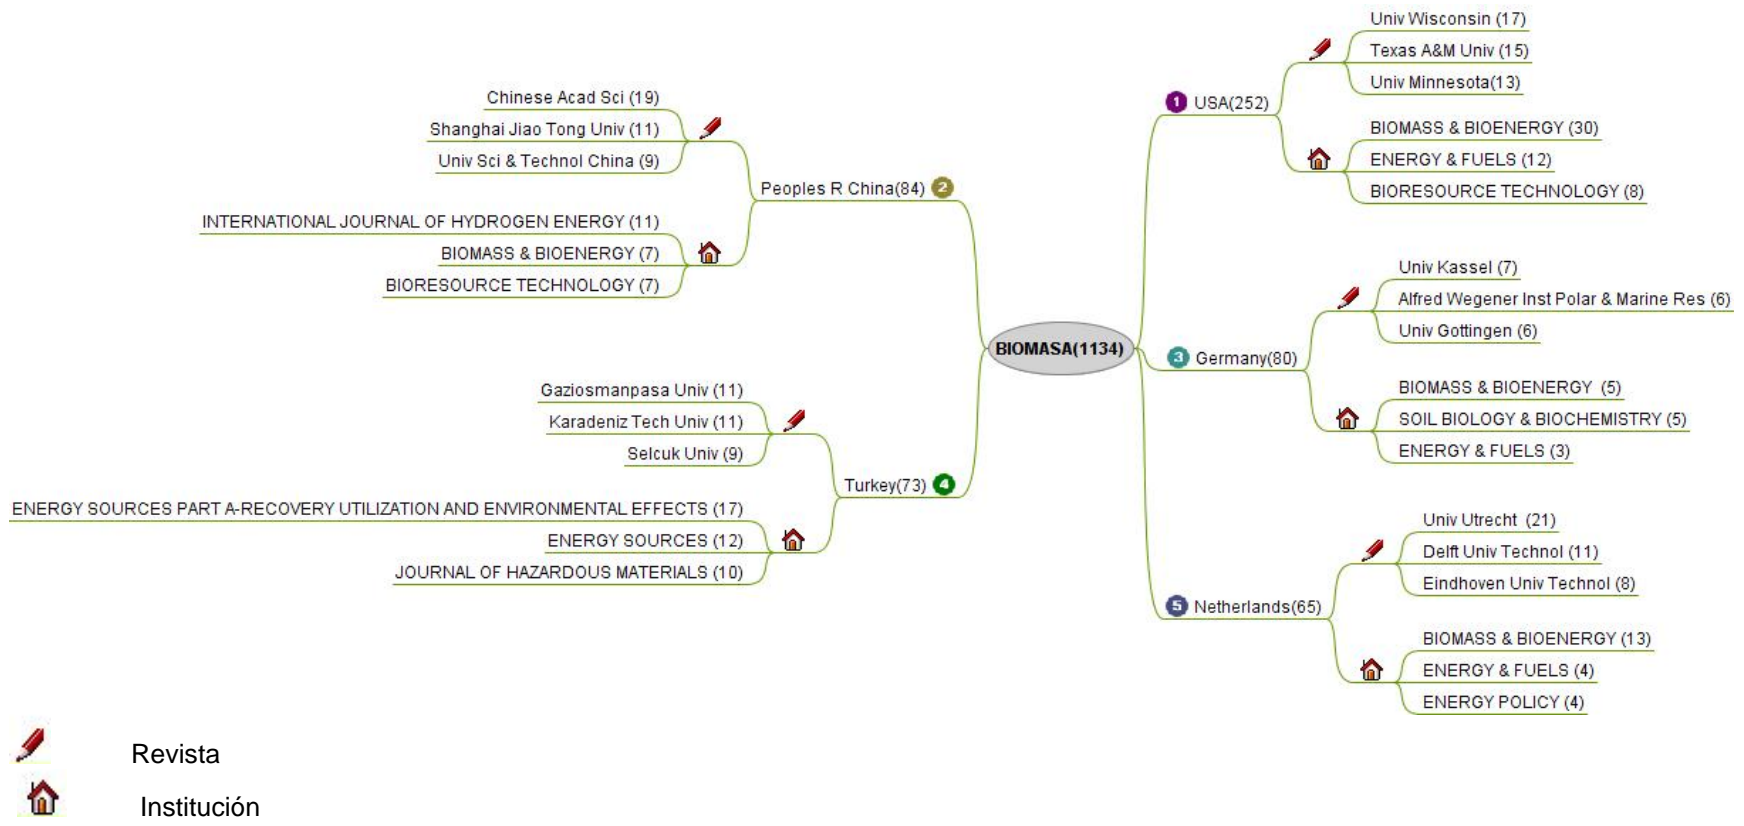 Univ Wisconsin (17)
Texas A&M Univ (15)
Univ Minnesota(13)
1 USA(252)
BIOMASS & BIOENERGY (30)
ENERGY & FUELS (12)
BIORESOURCE TECHNOLOGY (8)
Chinese Acad Sci (19)
Shanghai Jiao Tong Univ (11)
Univ Sci & Technol China (9)
Peoples R China(84) 2
INTERNATIONAL JOURNAL OF HYDROGEN ENERGY (11)
BIOMASS & BIOENERGY (7)
BIORESOURCE TECHNOLOGY (7)
Univ Kassel (7)
Alfred Wegener Inst Polar & Marine Res (6)
Univ Gottingen (6)
BIOMASA(1134)
3 Germany(80)
BIOMASS & BIOENERGY (5)
SOIL BIOLOGY & BIOCHEMISTRY (5)
ENERGY & FUELS (3)
Gaziosmanpasa Univ (11)
Karadeniz Tech Univ (11)
Selcuk Univ (9)
Turkey(73) 4
ENERGY SOURCES PART A-RECOVERY UTILIZATION AND ENVIRONMENTAL EFFECTS (17)
ENERGY SOURCES (12)
JOURNAL OF HAZARDOUS MATERIALS (10)
Univ Utrecht (21)
Delft Univ Technol (11)
Eindhoven Univ Technol (8)
5 Netherlands(65)
BIOMASS & BIOENERGY (13)
ENERGY & FUELS (4)
ENERGY POLICY (4)
Revista
Institución